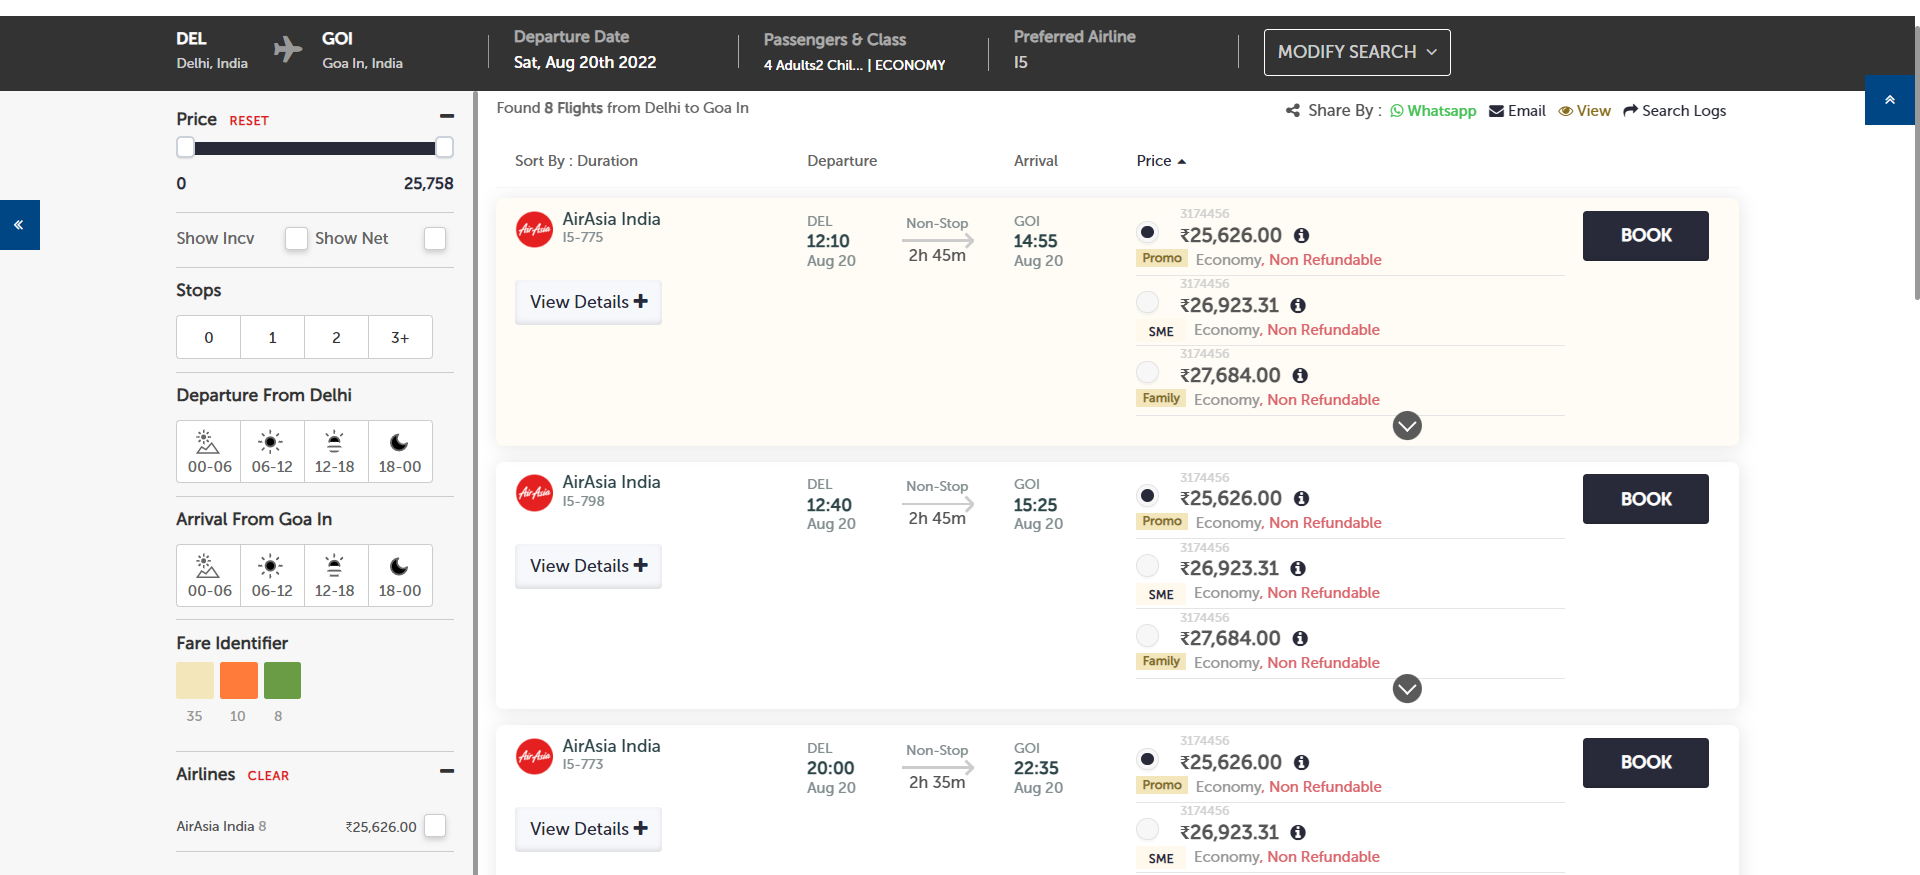 DEL
Delhi, India
GOI
Goa In, India
Departure Date
Sat, Aug 20th 2022
Passengers & Class
4 Adults2 Chil... | ECONOMY
Preferred Airline
I5
MODIFY SEARCH
Price RESET
0 25,758
Show Incv Show Net
Stops
0 1 2 3+
Departure From Delhi
00-06 06-12 12-18 18-00
Arrival From Goa In
00-06 06-12 12-18 18-00
Fare Identifier
35 10 8
Airlines CLEAR
AirAsia India 8 ₹25,626.00
Found 8 Flights from Delhi to Goa In
Share By : Whatsapp Email View Search Logs
Sort By : Duration Departure Arrival Price
AirAsia
AirAsia India
I5-775
View Details
DEL
12:10
Aug 20
Non-Stop
2h 45m
GOI
14:55
Aug 20
3174456
₹25,626.00
Promo Economy, Non Refundable
3174456
₹26,923.31
SME Economy, Non Refundable
3174456
₹27,684.00
Family Economy, Non Refundable
BOOK
AirAsia
AirAsia India
I5-798
View Details
DEL
12:40
Aug 20
Non-Stop
2h 45m
GOI
15:25
Aug 20
3174456
₹25,626.00
Promo Economy, Non Refundable
3174456
₹26,923.31
SME Economy, Non Refundable
3174456
₹27,684.00
Family Economy, Non Refundable
BOOK
AirAsia
AirAsia India
I5-773
View Details
DEL
20:00
Aug 20
Non-Stop
2h 35m
GOI
22:35
Aug 20
3174456
₹25,626.00
Promo Economy, Non Refundable
3174456
₹26,923.31
SME Economy, Non Refundable
BOOK